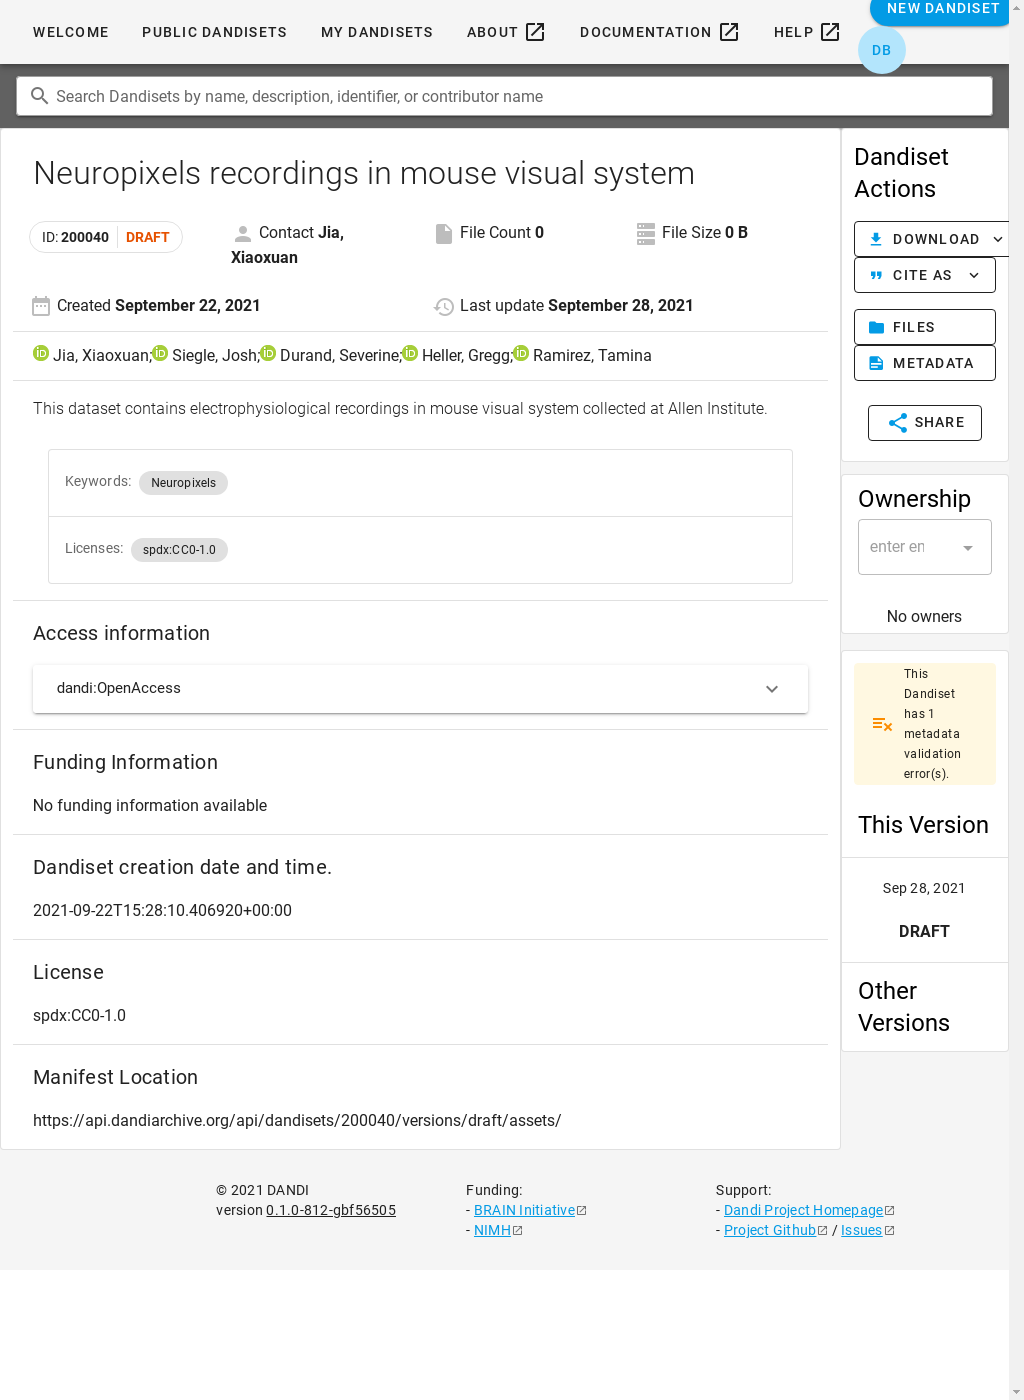 WELCOME PUBLIC DANDISETS MY DANDISETS ABOUT DOCUMENTATION HELP NEW DANDISET
DB
Search Dandisets by name, description, identifier, or contributor name
Neuropixels recordings in mouse visual system
ID: 200040 DRAFT
Contact Jia,
Xiaoxuan
File Count 0
File Size 0 B
Created September 22, 2021
Last update September 28, 2021
iD Jia, Xiaoxuan; iD Siegle, Josh; iD Durand, Severine; iD Heller, Gregg; iD Ramirez, Tamina
This dataset contains electrophysiological recordings in mouse visual system collected at Allen Institute.
Keywords: Neuropixels
Licenses: spdx:CC0-1.0
Access information
dandi:OpenAccess
Funding Information
No funding information available
Dandiset creation date and time.
2021-09-22T15:28:10.406920+00:00
License
spdx:CC0-1.0
Manifest Location
https://api.dandiarchive.org/api/dandisets/200040/versions/draft/assets/
Dandiset
Actions
DOWNLOAD
CITE AS
FILES
METADATA
SHARE
Ownership
enter en
No owners
This
Dandiset
has 1
metadata
validation
error(s).
This Version
Sep 28, 2021
DRAFT
Other
Versions
© 2021 DANDI
version 0.1.0-812-gbf56505
Funding:
- BRAIN Initiative
- NIMH
Support:
- Dandi Project Homepage
- Project Github / Issues